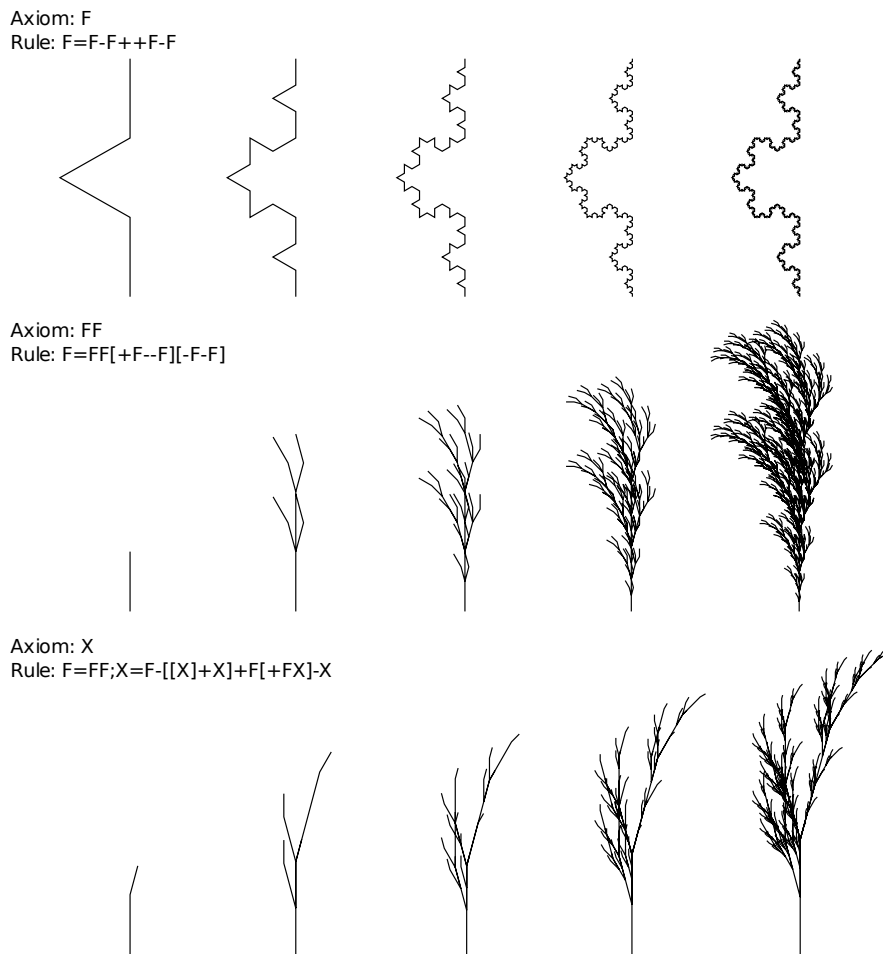 Axiom: F
Rule: F=F-F++F-F
Axiom: FF
Rule: F=FF[+F--F][-F-F]
Axiom: X
Rule: F=FF;X=F-[[X]+X]+F[+FX]-X